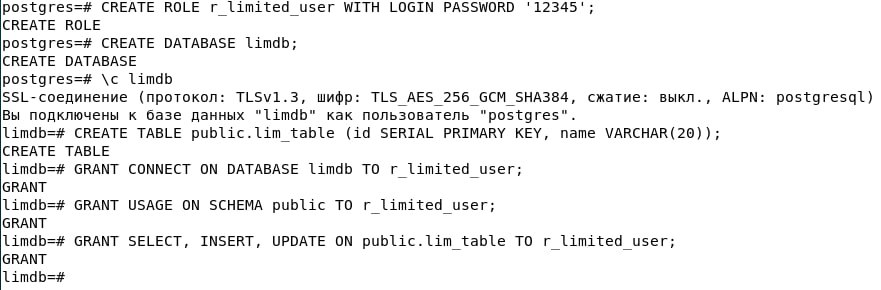 postgres=# CREATE ROLE r_limited_user WITH LOGIN PASSWORD '12345';
CREATE ROLE
postgres=# CREATE DATABASE limdb;
CREATE DATABASE
postgres=# \c limdb
SSL-соединение (протокол: TLSv1.3, шифр: TLS_AES_256_GCM_SHA384, сжатие: выкл., ALPN: postgresql)
Вы подключены к базе данных "limdb" как пользователь "postgres".
limdb=# CREATE TABLE public.lim_table (id SERIAL PRIMARY KEY, name VARCHAR(20));
CREATE TABLE
limdb=# GRANT CONNECT ON DATABASE limdb TO r_limited_user;
GRANT
limdb=# GRANT USAGE ON SCHEMA public TO r_limited_user;
GRANT
limdb=# GRANT SELECT, INSERT, UPDATE ON public.lim_table TO r_limited_user;
GRANT
limdb=#